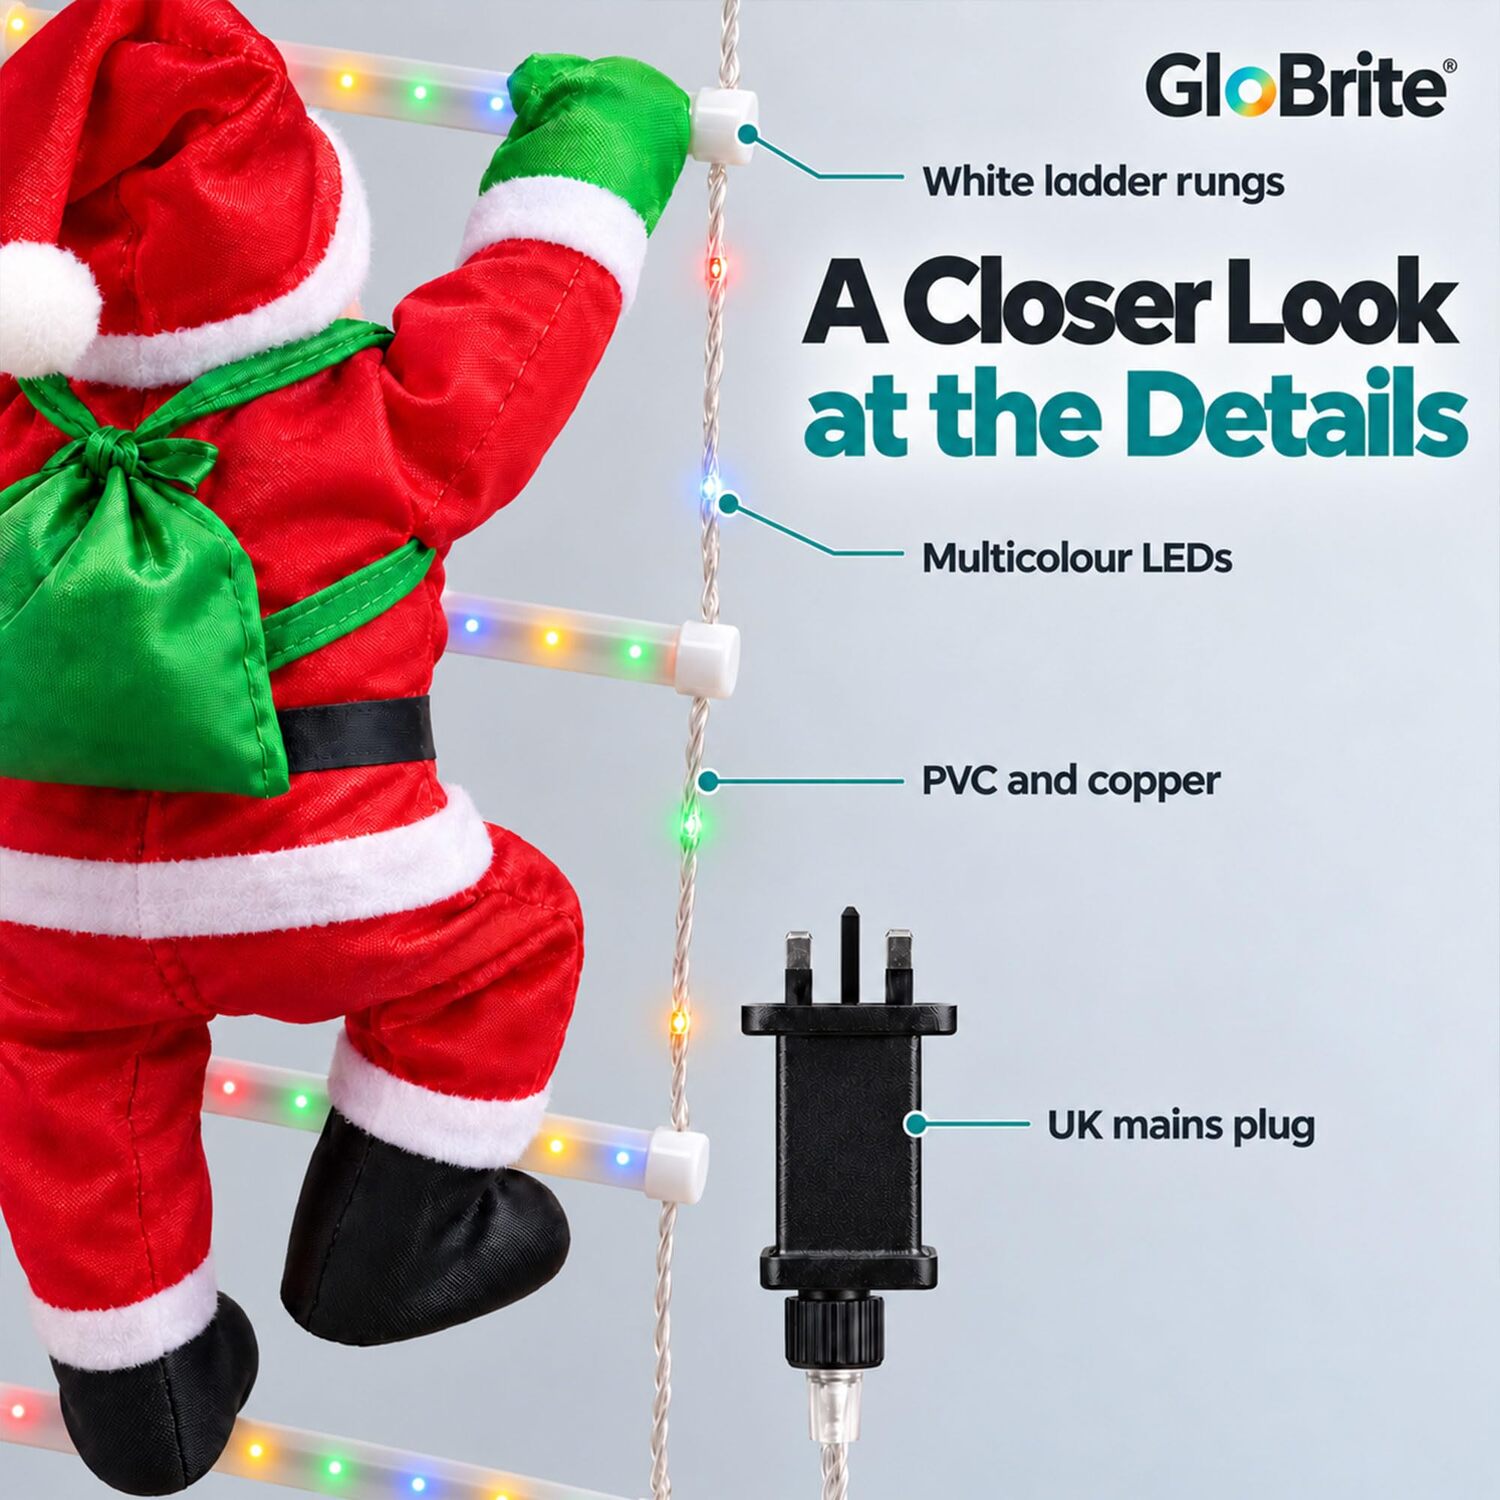 GloBrite®
White ladder rungs
A Closer Look
at the Details
Multicolour LEDs
PVC and copper
UK mains plug